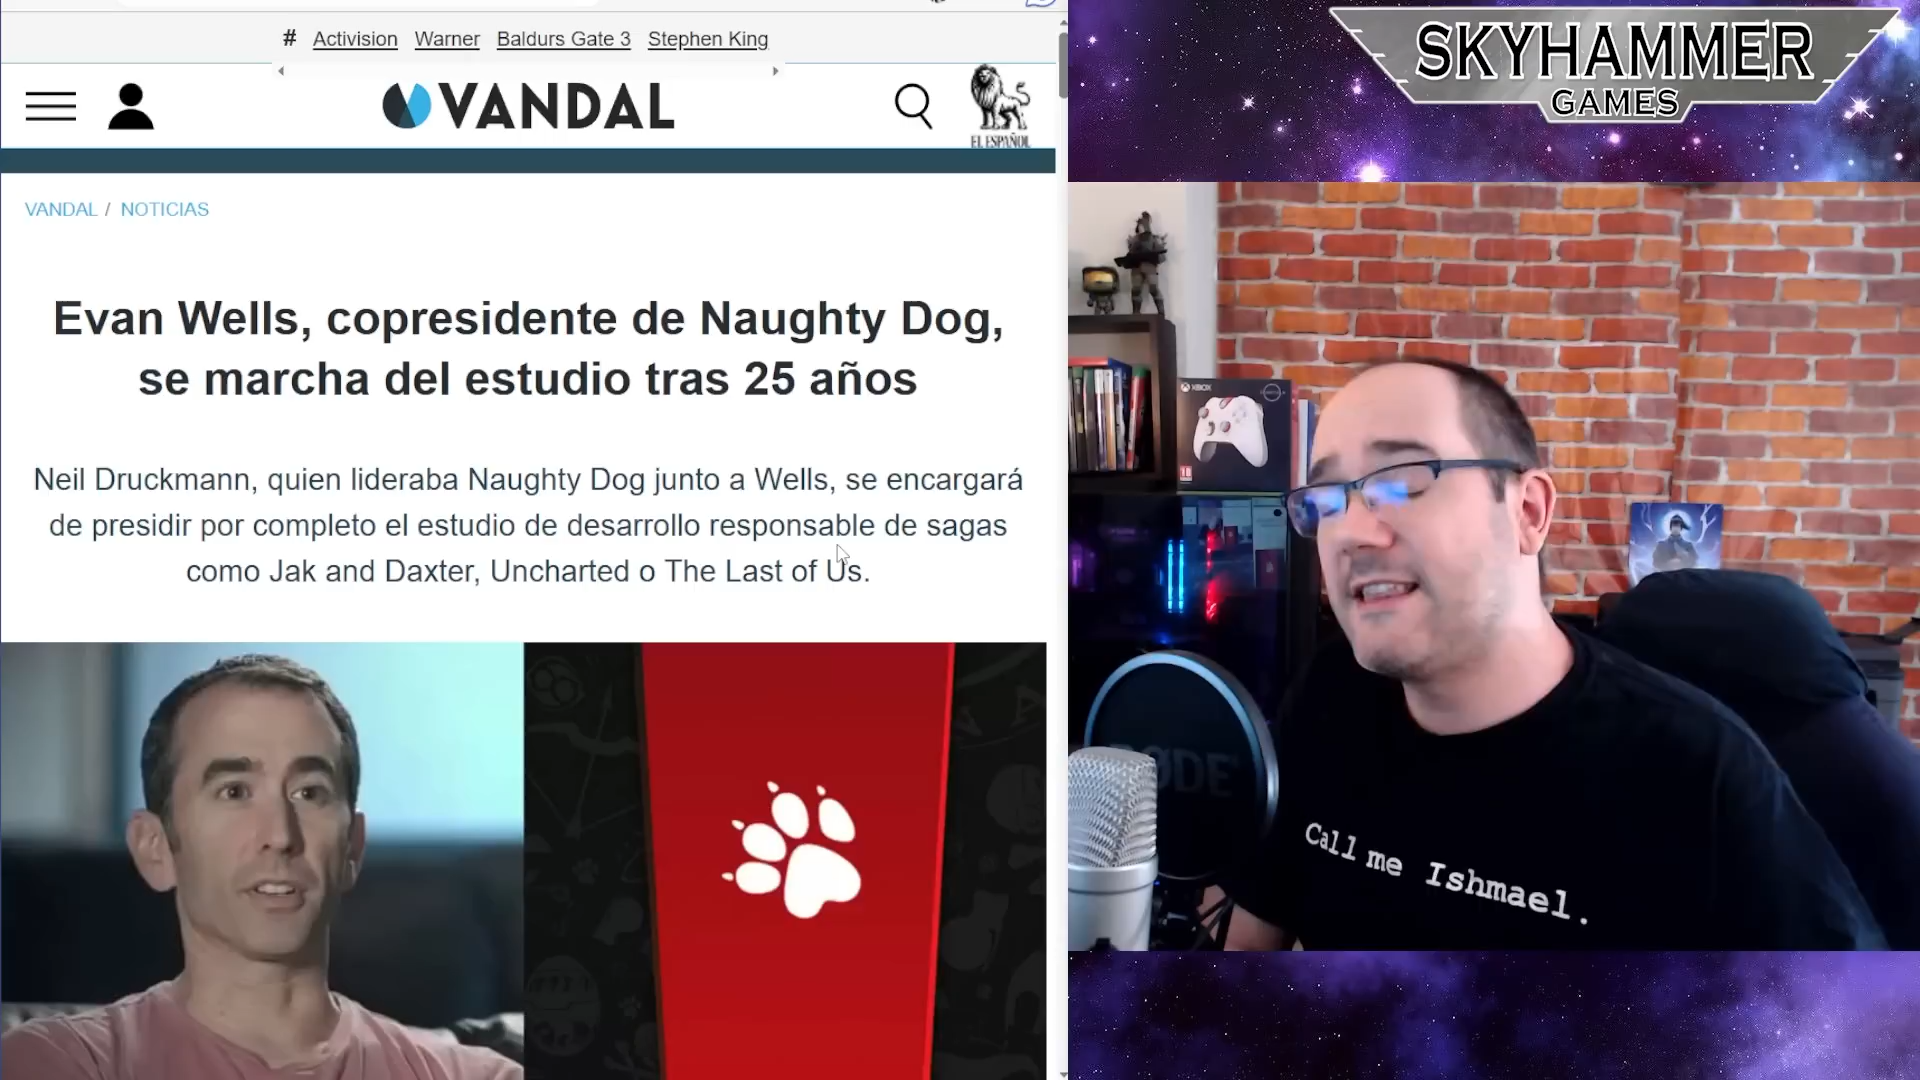 # Activision Warner Baldurs Gate 3 Stephen King
VANDAL
EL ESPAÑOL
VANDAL / NOTICIAS
Evan Wells, copresidente de Naughty Dog,
se marcha del estudio tras 25 años
Neil Druckmann, quien lideraba Naughty Dog junto a Wells, se encargará
de presidir por completo el estudio de desarrollo responsable de sagas
como Jak and Daxter, Uncharted o The Last of Us.
SKYHAMMER
GAMES
XBOX
RØDE
Call me Ishmael.